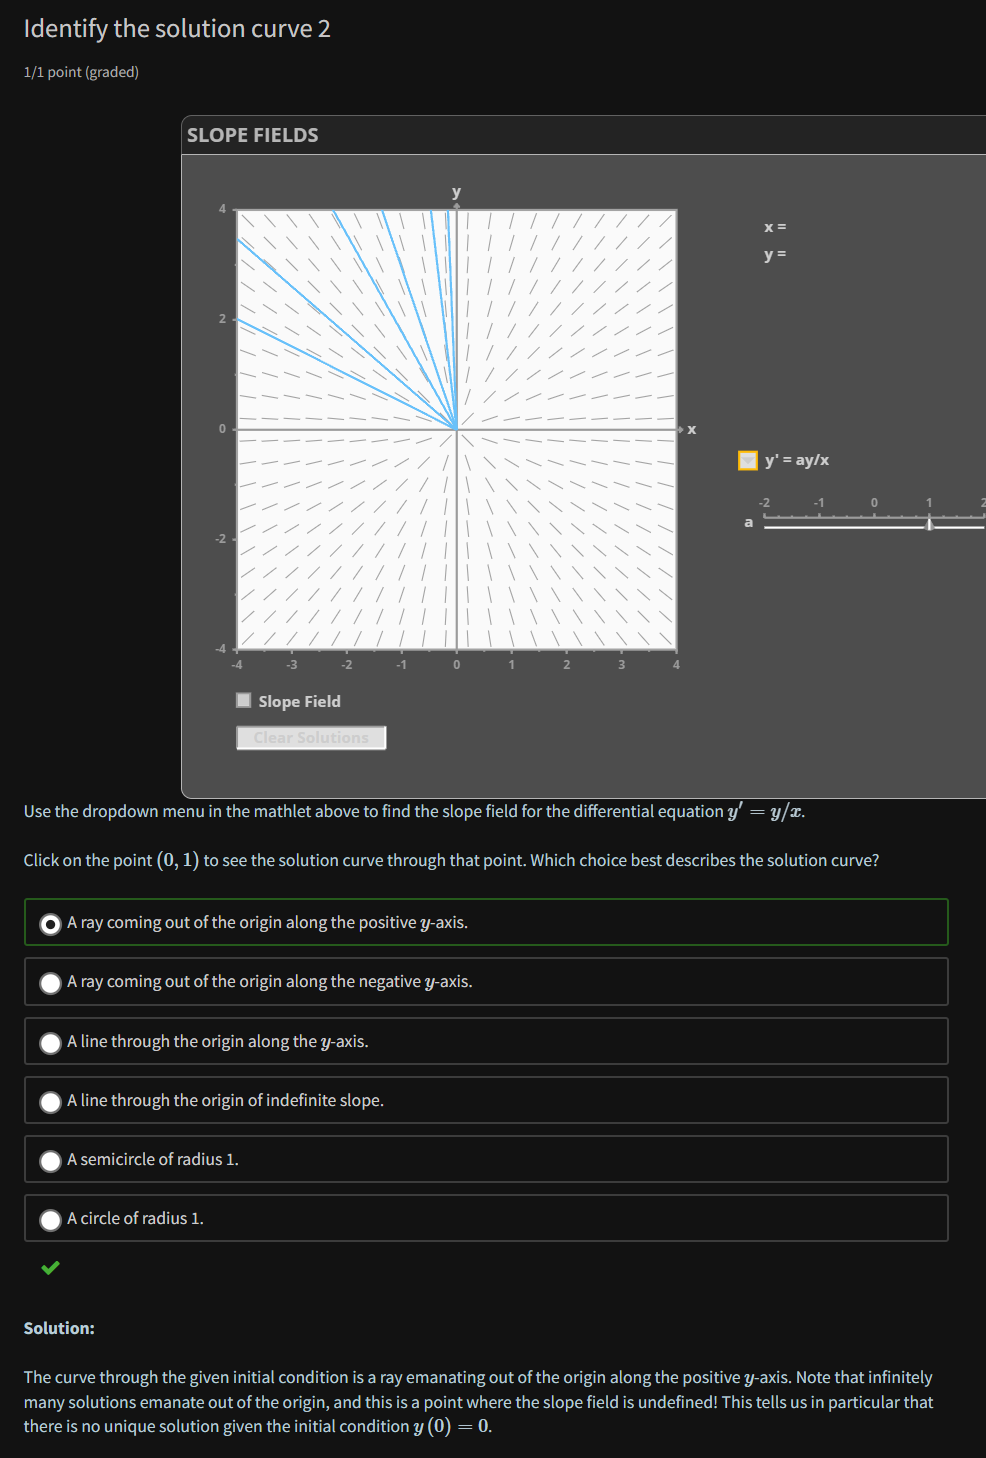 Identify the solution curve 2
1/1 point (graded)
SLOPE FIELDS
y
4
2
0
-2
-4
-4 -3 -2 -1 0 1 2 3 4
x
x =
y =
y' = ay/x
-2 -1 0 1 2
a
Slope Field
Clear Solutions
Use the dropdown menu in the mathlet above to find the slope field for the differential equation y′ = y/x.
Click on the point (0, 1) to see the solution curve through that point. Which choice best describes the solution curve?
A ray coming out of the origin along the positive y-axis.
A ray coming out of the origin along the negative y-axis.
A line through the origin along the y-axis.
A line through the origin of indefinite slope.
A semicircle of radius 1.
A circle of radius 1.
Solution:
The curve through the given initial condition is a ray emanating out of the origin along the positive y-axis. Note that infinitely
many solutions emanate out of the origin, and this is a point where the slope field is undefined! This tells us in particular that
there is no unique solution given the initial condition y (0) = 0.